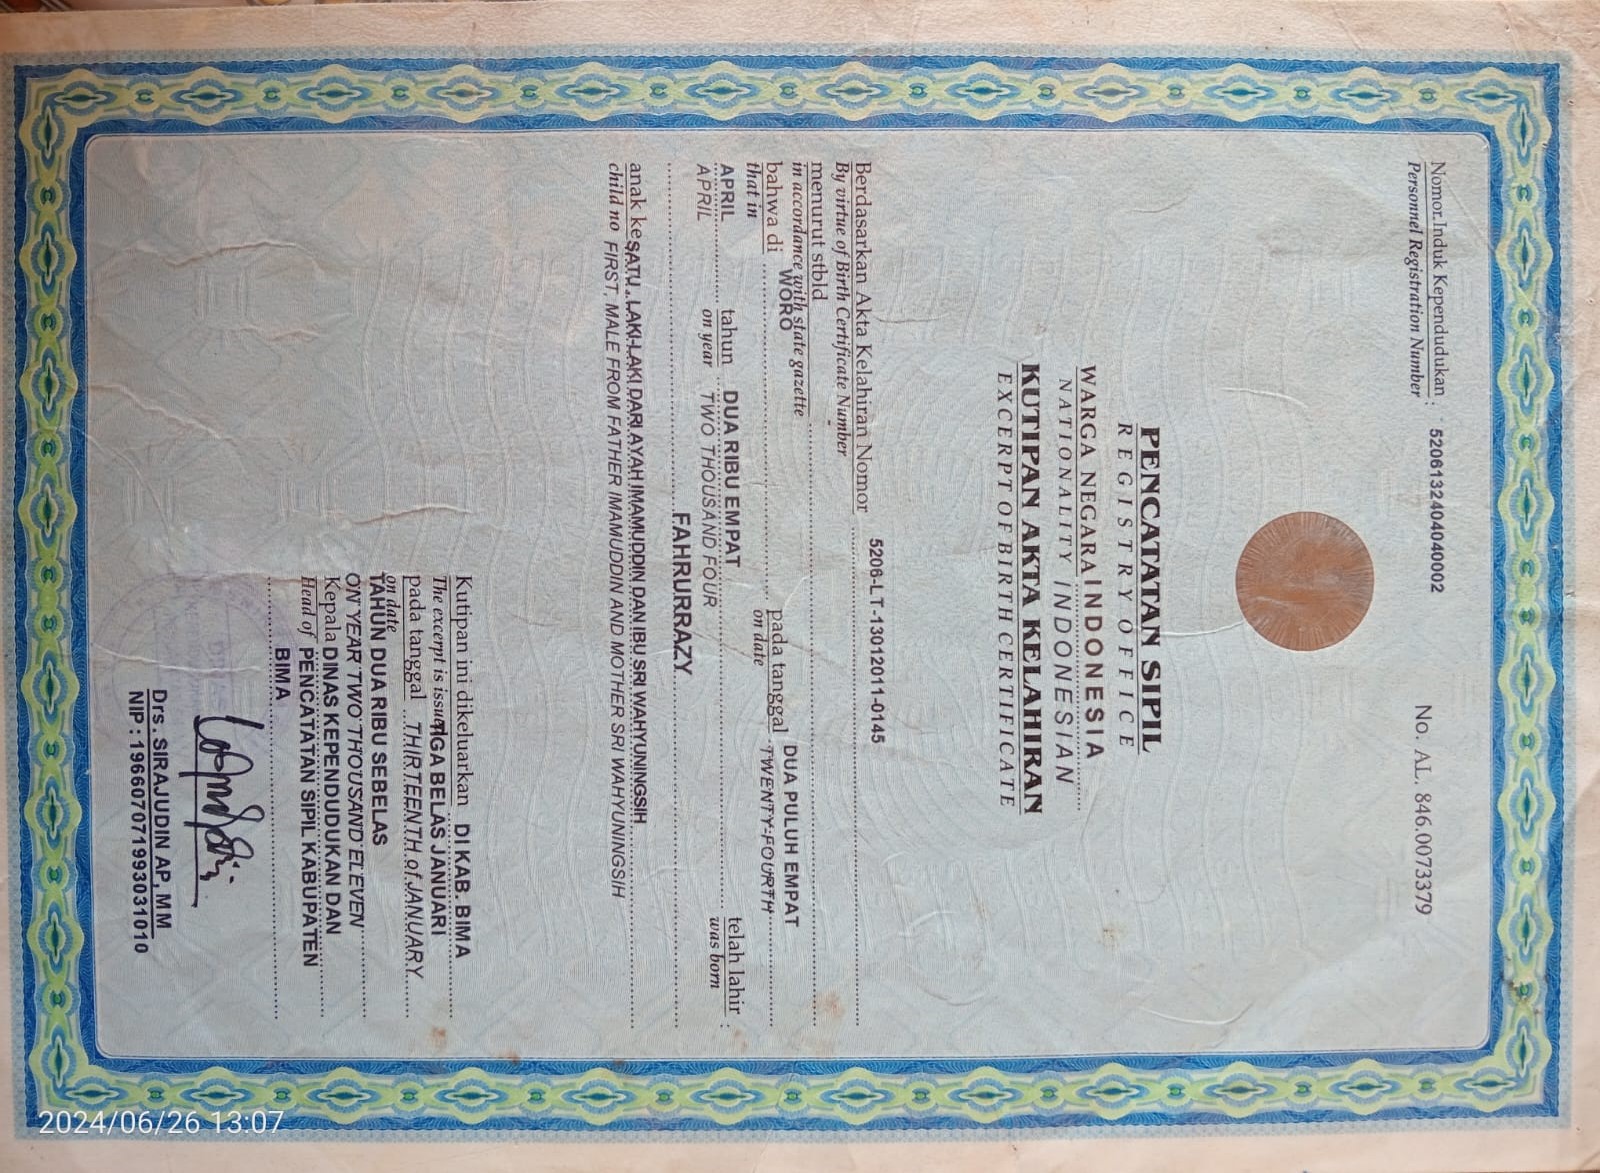 Nomor Induk Kependudukan : 5206132404040002
Personnel Registration Number
No. AL. 846.0073379
PENCATATAN SIPIL
REGISTRY OFFICE
WARGA NEGARA INDONESIA
NATIONALITY INDONESIAN
KUTIPAN AKTA KELAHIRAN
EXCERPT OF BIRTH CERTIFICATE
Berdasarkan Akta Kelahiran Nomor 5206-LT-13012011-0145
By virtue of Birth Certificate Number
menurut stbld
in accordance with state gazette
bahwa di WORO pada tanggal DUA PULUH EMPAT
that in on date TWENTY-FOURTH
APRIL tahun DUA RIBU EMPAT telah lahir :
APRIL on year TWO THOUSAND FOUR was born
FAHRURRAZY
anak ke SATU, LAKI-LAKI DARI AYAH IMAMUDDIN DAN IBU SRI WAHYUNINGSIH
child no FIRST, MALE FROM FATHER IMAMUDDIN AND MOTHER SRI WAHYUNINGSIH
Kutipan ini dikeluarkan DI KAB. BIMA
The excerpt is issued
pada tanggal TIGA BELAS JANUARI
on date THIRTEENTH of JANUARY
TAHUN DUA RIBU SEBELAS
ON YEAR TWO THOUSAND ELEVEN
Kepala DINAS KEPENDUDUKAN DAN
Head of PENCATATAN SIPIL KABUPATEN
BIMA
Drs. SIRAJUDIN AP, MM
NIP : 196607071993031010
2024/06/26 13:07